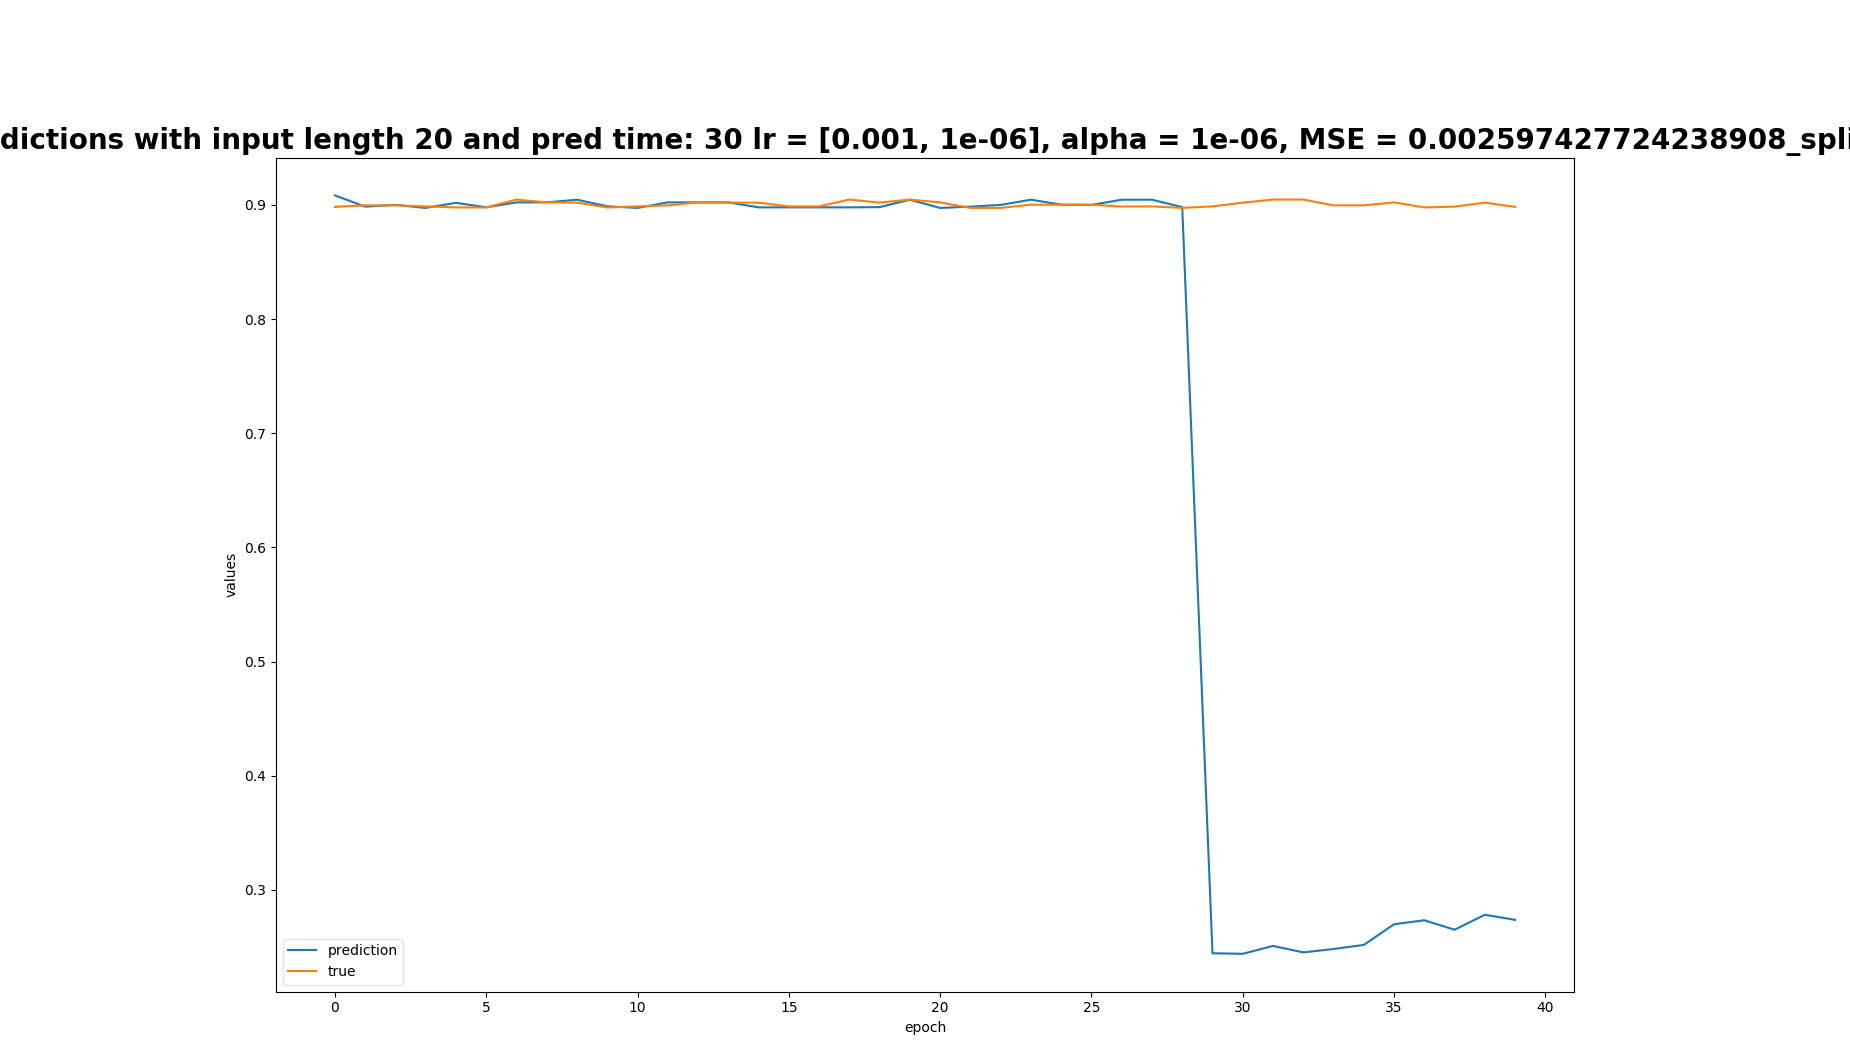 dictions with input length 20 and pred time: 30 lr = [0.001, 1e-06], alpha = 1e-06, MSE = 0.002597427724238908_spli
0.9
0.8
0.7
0.6
0.5
0.4
0.3
values
prediction
true
0 5 10 15 20 25 30 35 40
epoch